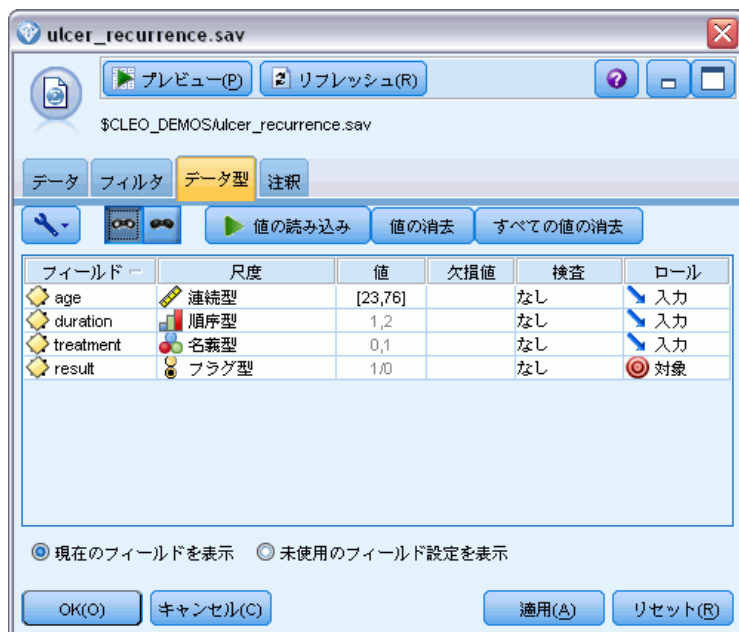 ulcer_recurrence.sav
プレビュー(P) リフレッシュ(R)
$CLEO_DEMOS/ulcer_recurrence.sav
データ フィルタ データ型 注釈
値の読み込み 値の消去 すべての値の消去
フィールド 尺度 値 欠損値 検査 ロール
age 連続型 [23,76] なし 入力
duration 順序型 1,2 なし 入力
treatment 名義型 0,1 なし 入力
result フラグ型 1/0 なし 対象
現在のフィールドを表示 未使用のフィールド設定を表示
OK(O) キャンセル(C) 適用(A) リセット(R)